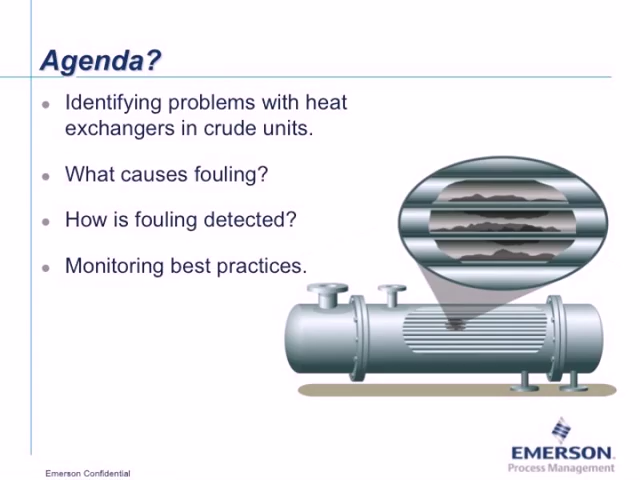 Agenda?
Identifying problems with heat
exchangers in crude units.
What causes fouling?
How is fouling detected?
Monitoring best practices.
EMERSON
Process Management
Emerson Confidential